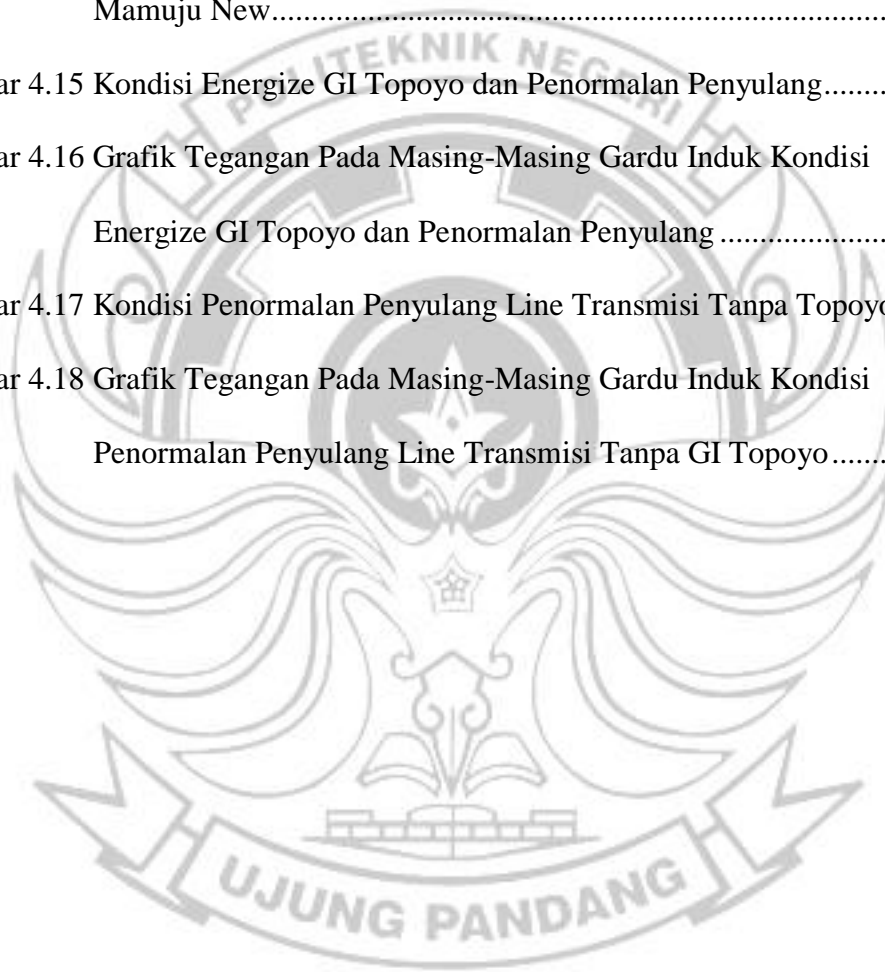 Mamuju New...............................................................................
ar 4.15 Kondisi Energize GI Topoyo dan Penormalan Penyulang........
ar 4.16 Grafik Tegangan Pada Masing-Masing Gardu Induk Kondisi
Energize GI Topoyo dan Penormalan Penyulang .....................
ar 4.17 Kondisi Penormalan Penyulang Line Transmisi Tanpa Topoyo
ar 4.18 Grafik Tegangan Pada Masing-Masing Gardu Induk Kondisi
Penormalan Penyulang Line Transmisi Tanpa GI Topoyo.......
POLITEKNIK NEGERI
UJUNG PANDANG